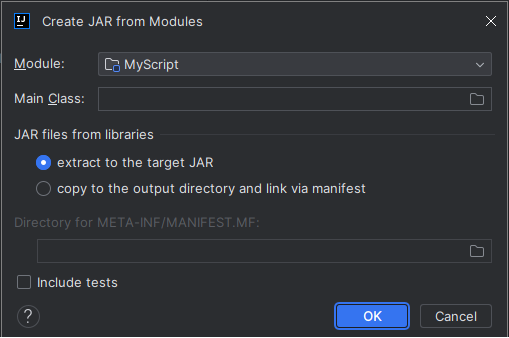 IJ
Create JAR from Modules
Module: MyScript
Main Class:
JAR files from libraries
extract to the target JAR
copy to the output directory and link via manifest
Directory for META-INF/MANIFEST.MF:
Include tests
? OK Cancel